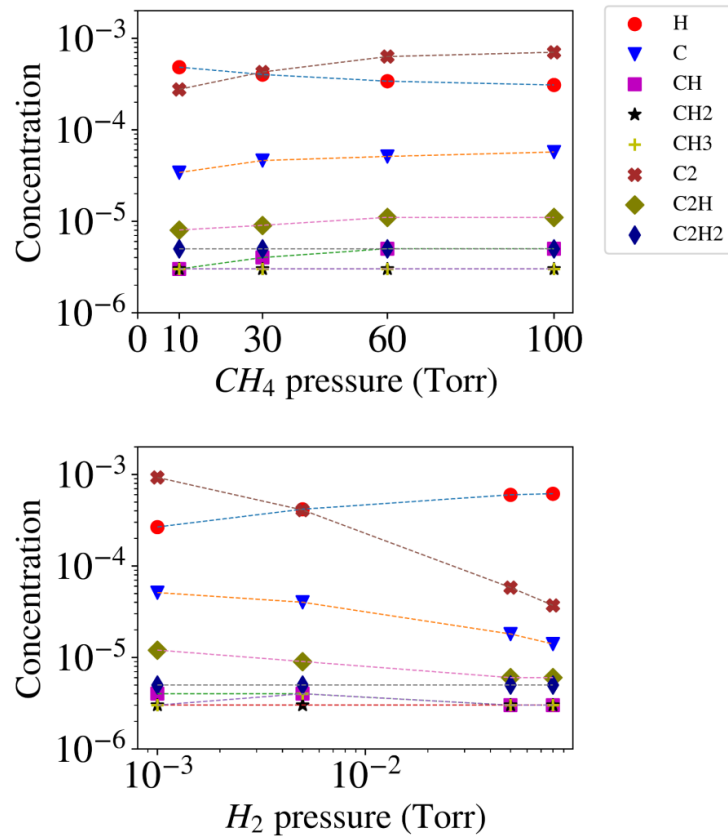 10⁻³
10⁻⁴
10⁻⁵
10⁻⁶
Concentration
0 10 30 60 100
CH₄ pressure (Torr)
H
C
CH
CH2
CH3
C2
C2H
C2H2
10⁻³
10⁻⁴
10⁻⁵
10⁻⁶
Concentration
10⁻³ 10⁻²
H₂ pressure (Torr)